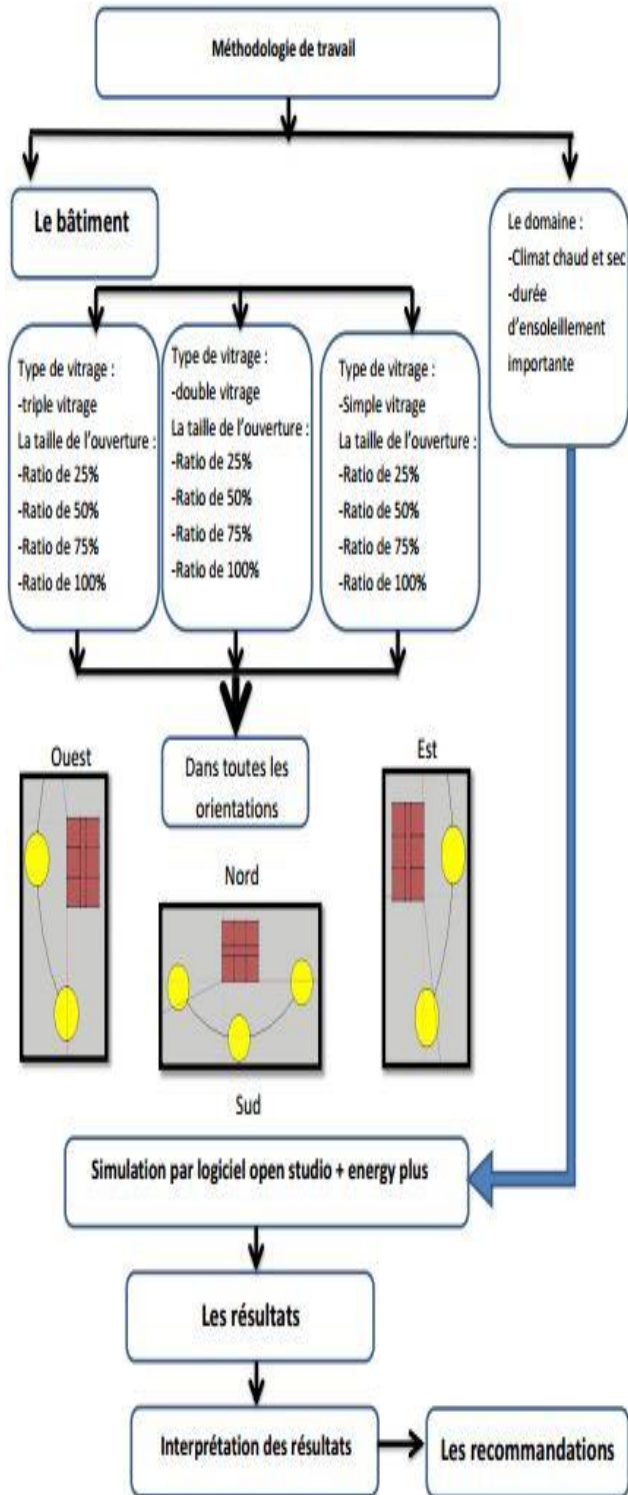 Méthodologie de travail
Le bâtiment
Le domaine :
-Climat chaud et sec
-durée
d'ensoleillement
importante
Type de vitrage :
-triple vitrage
La taille de l'ouverture :
-Ratio de 25%
-Ratio de 50%
-Ratio de 75%
-Ratio de 100%
Type de vitrage :
-double vitrage
La taille de l'ouverture :
-Ratio de 25%
-Ratio de 50%
-Ratio de 75%
-Ratio de 100%
Type de vitrage :
-Simple vitrage
La taille de l'ouverture :
-Ratio de 25%
-Ratio de 50%
-Ratio de 75%
-Ratio de 100%
Ouest
Dans toutes les
orientations
Est
Nord
Sud
Simulation par logiciel open studio + energy plus
Les résultats
Interprétation des résultats
Les recommandations